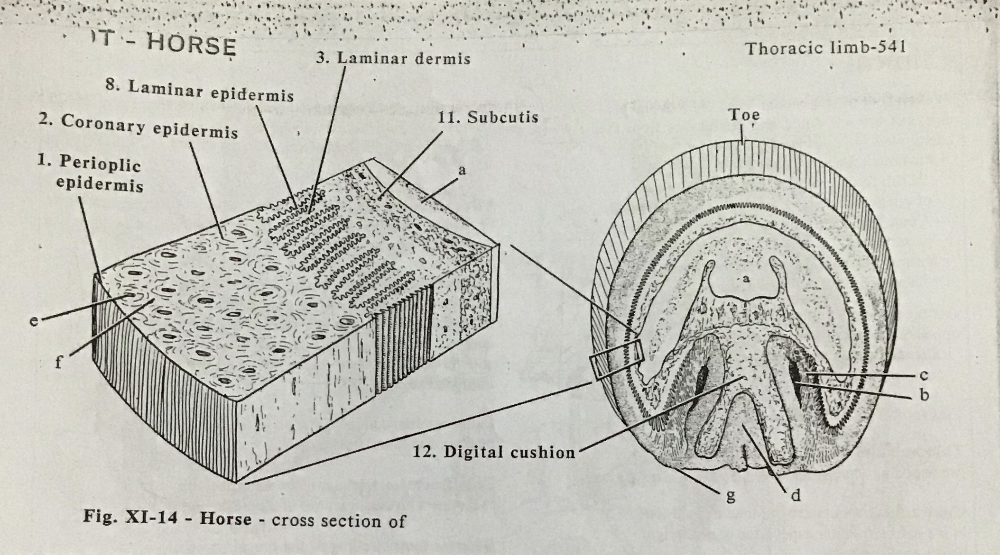 OT - HORSE
Thoracic limb-541
3. Laminar dermis
8. Laminar epidermis
2. Coronary epidermis
11. Subcutis
Toe
1. Perioplic
epidermis
a
a
e
f
c
b
12. Digital cushion
g
d
Fig. XI-14 - Horse - cross section of